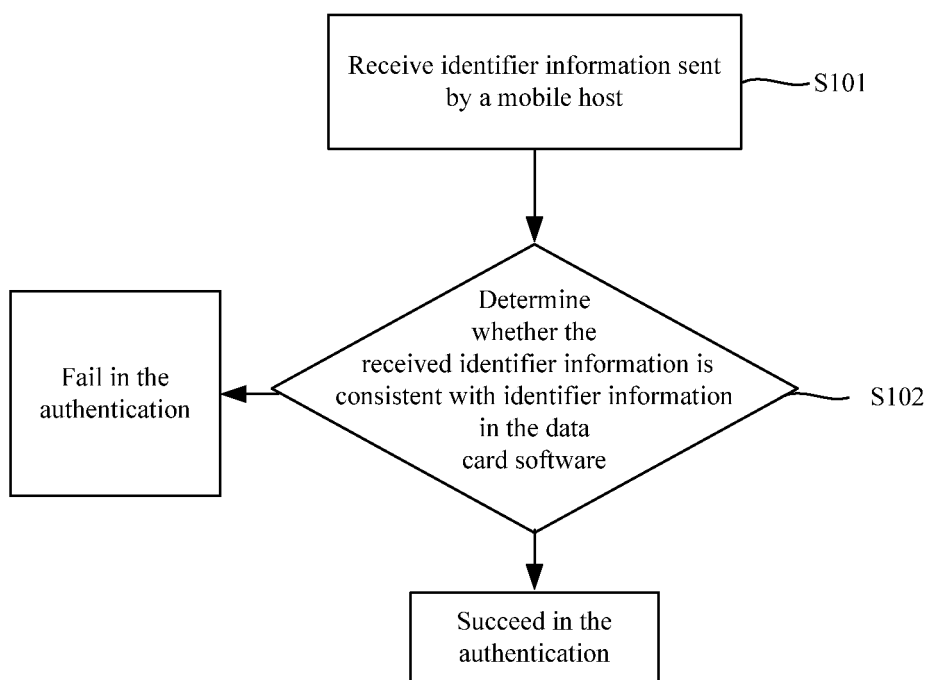 Receive identifier information sent
by a mobile host
S101
Determine
whether the
received identifier information is
consistent with identifier information
in the data
card software
S102
Fail in the
authentication
Succeed in the
authentication